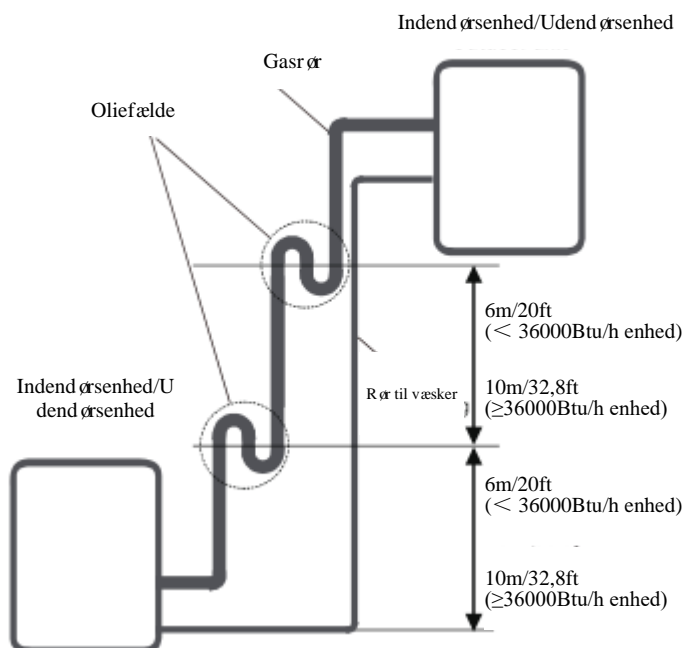 Indendørsenhed/Udendørsenhed
Gasrør
Oliefælde
6m/20ft
(< 36000Btu/h enhed)
Indendørsenhed/U
dendørsenhed
Rør til væsker
10m/32,8ft
(≥36000Btu/h enhed)
6m/20ft
(< 36000Btu/h enhed)
10m/32,8ft
(≥36000Btu/h enhed)